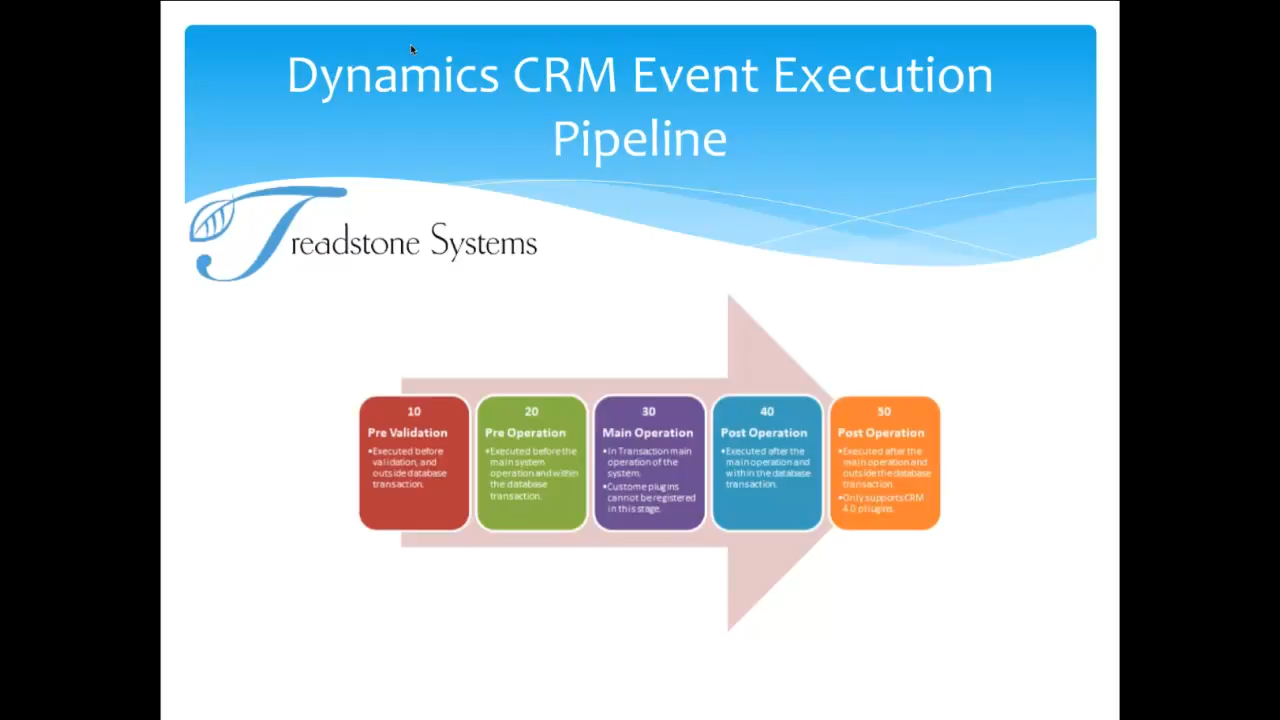 Dynamics CRM Event Execution
Pipeline
Treadstone Systems
10
Pre Validation
•Executed before
validation, and
outside database
transaction.
20
Pre Operation
•Executed before the
main system
operation and within
the database
transaction.
30
Main Operation
•In Transaction main
operation of the
system.
•Custome plugins
cannot be registered
in this stage.
40
Post Operation
•Executed after the
main operation and
within the database
transaction.
50
Post Operation
•Executed after the
main operation and
outside the database
transaction
•Only supports CRM
4.0 plugins.